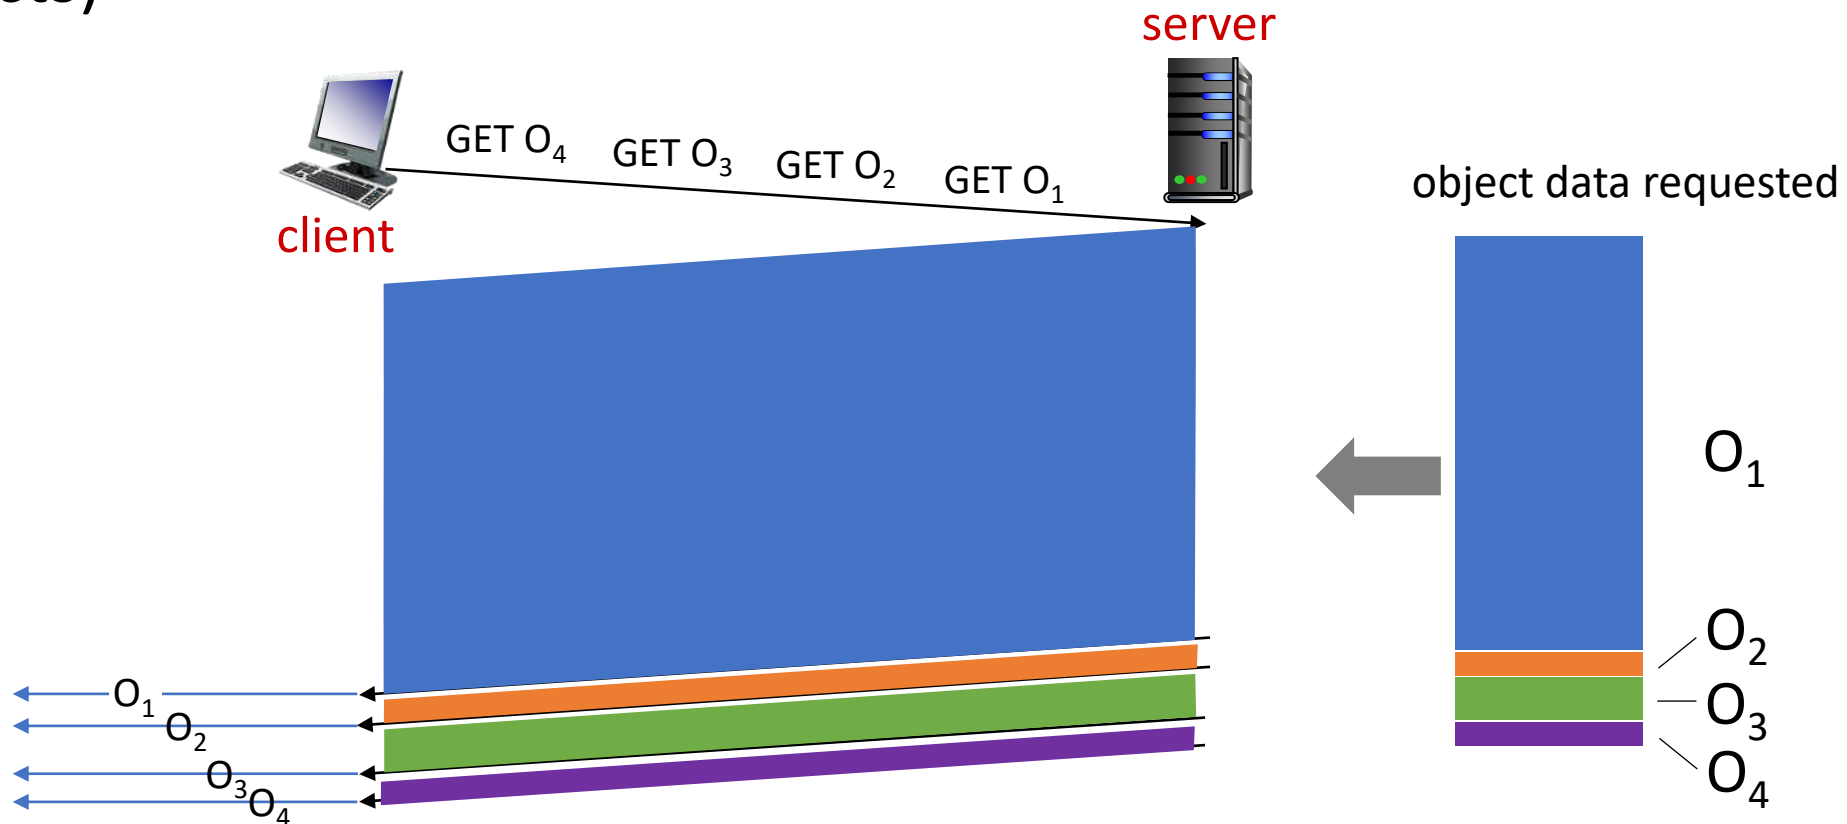 server
GET O₄ GET O₃ GET O₂ GET O₁
object data requested
client
O₁
O₂
O₃
O₄
O₁
O₂
O₃
O₄